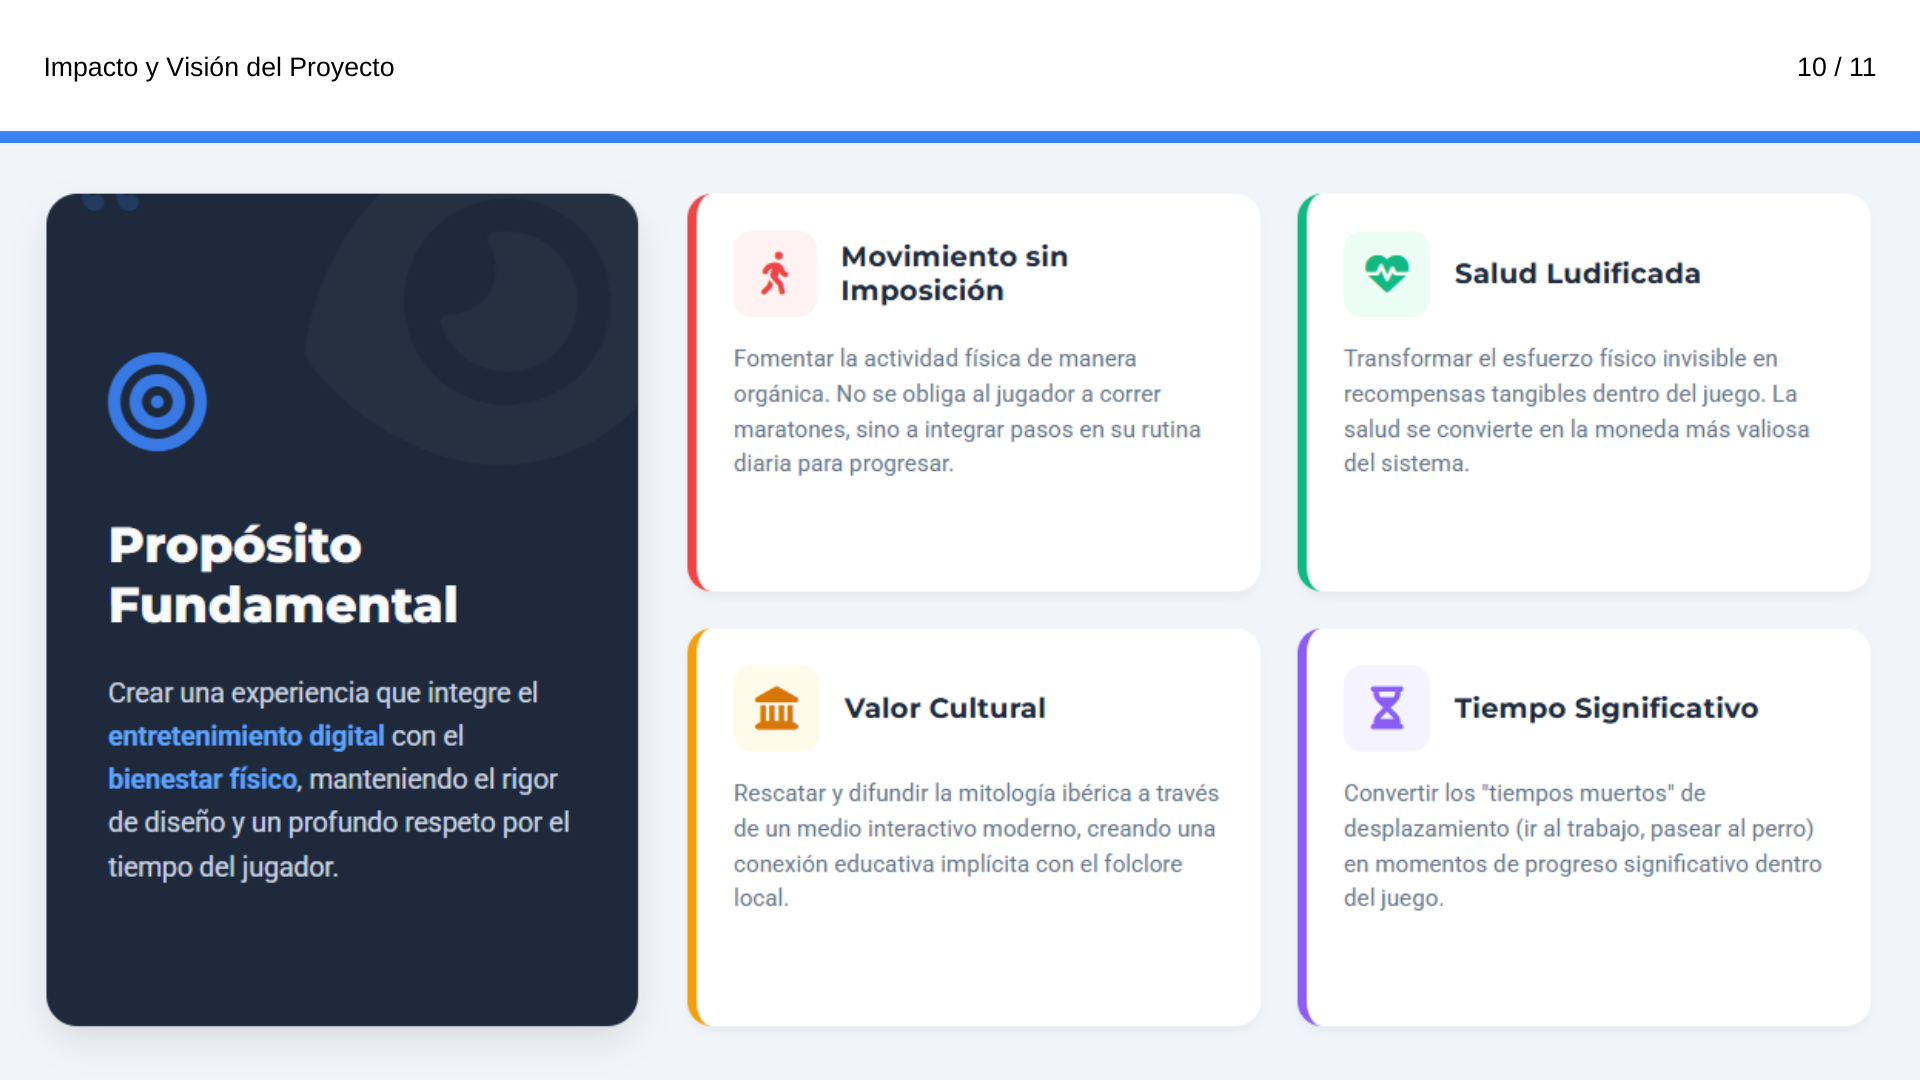 Impacto y Visión del Proyecto
10 / 11
Propósito
Fundamental
Crear una experiencia que integre el
entretenimiento digital con el
bienestar físico, manteniendo el rigor
de diseño y un profundo respeto por el
tiempo del jugador.
Movimiento sin
Imposición
Fomentar la actividad física de manera
orgánica. No se obliga al jugador a correr
maratones, sino a integrar pasos en su rutina
diaria para progresar.
Salud Ludificada
Transformar el esfuerzo físico invisible en
recompensas tangibles dentro del juego. La
salud se convierte en la moneda más valiosa
del sistema.
Valor Cultural
Rescatar y difundir la mitología ibérica a través
de un medio interactivo moderno, creando una
conexión educativa implícita con el folclore
local.
Tiempo Significativo
Convertir los "tiempos muertos" de
desplazamiento (ir al trabajo, pasear al perro)
en momentos de progreso significativo dentro
del juego.